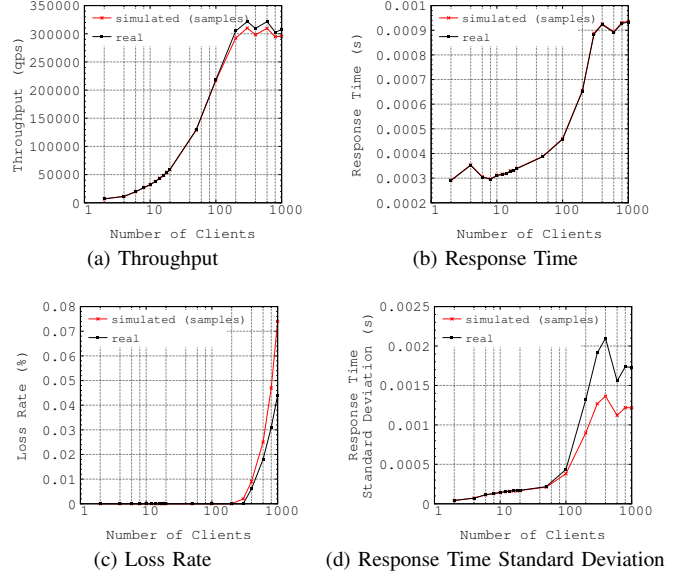 350000
300000
250000
200000
150000
100000
50000
0
Throughput (qps)
simulated (samples)
real
1
10
100
1000
Number of Clients
(a) Throughput
0.001
0.0009
0.0008
0.0007
0.0006
0.0005
0.0004
0.0003
0.0002
Response Time (s)
simulated (samples)
real
1
10
100
1000
Number of Clients
(b) Response Time
0.08
0.07
0.06
0.05
0.04
0.03
0.02
0.01
0
Loss Rate (%)
simulated (samples)
real
1
10
100
1000
Number of Clients
(c) Loss Rate
0.0025
0.002
0.0015
0.001
0.0005
0
Response Time
Standard Deviation (s)
simulated (samples)
real
1
10
100
1000
Number of Clients
(d) Response Time Standard Deviation